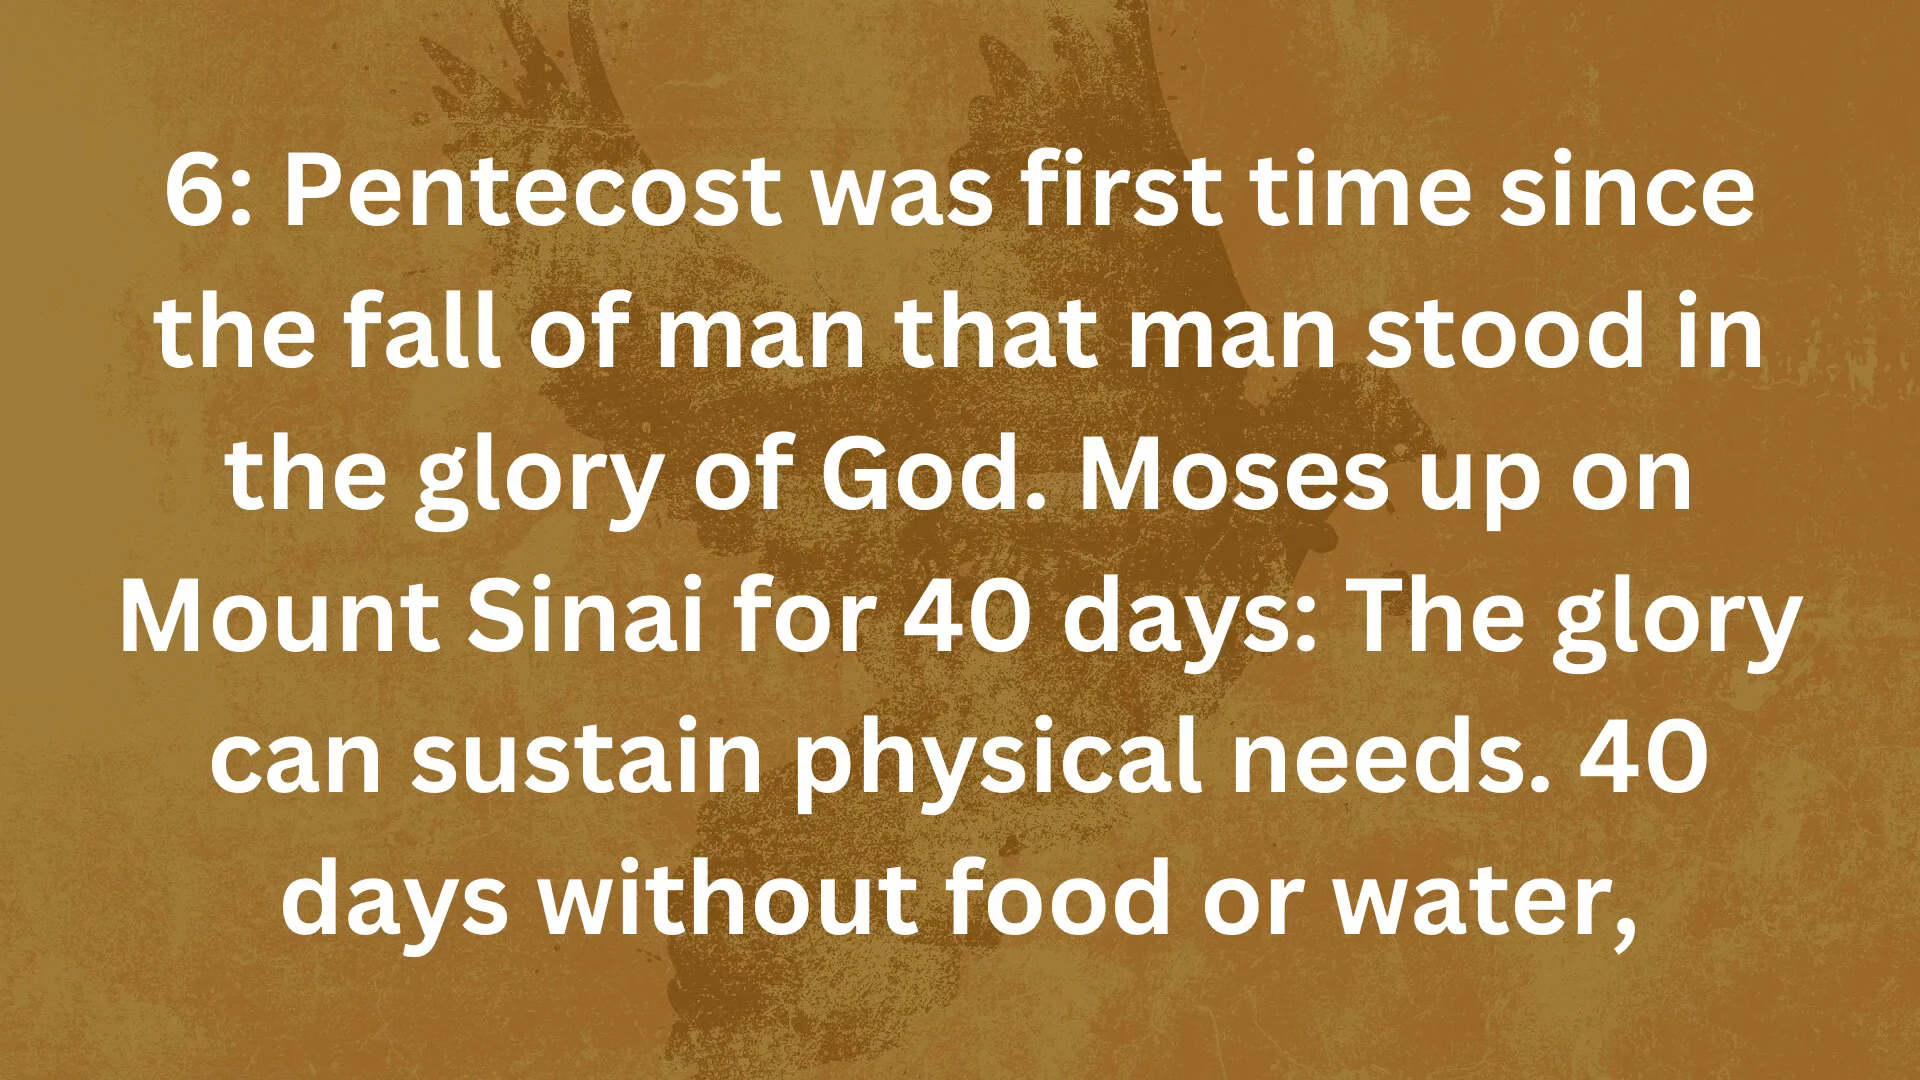 6: Pentecost was first time since
the fall of man that man stood in
the glory of God. Moses up on
Mount Sinai for 40 days: The glory
can sustain physical needs. 40
days without food or water,